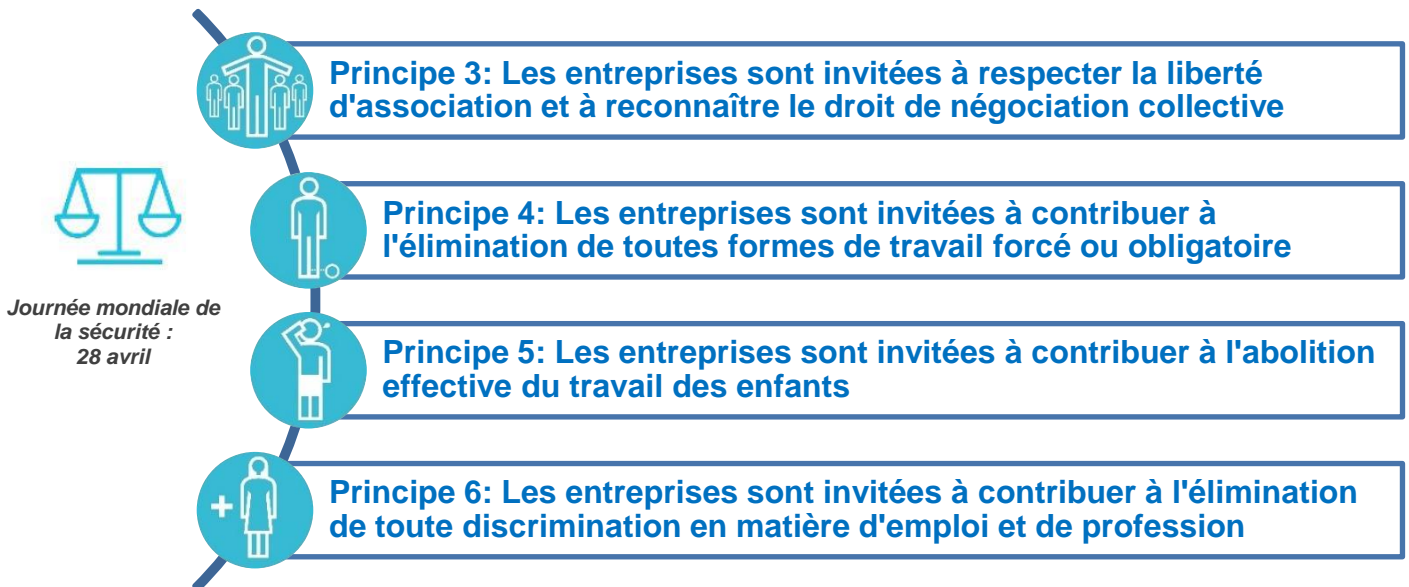 Principe 3: Les entreprises sont invitées à respecter la liberté
d'association et à reconnaître le droit de négociation collective
Principe 4: Les entreprises sont invitées à contribuer à
l'élimination de toutes formes de travail forcé ou obligatoire
Journée mondiale de
la sécurité :
28 avril
Principe 5: Les entreprises sont invitées à contribuer à l'abolition
effective du travail des enfants
Principe 6: Les entreprises sont invitées à contribuer à l'élimination
de toute discrimination en matière d'emploi et de profession